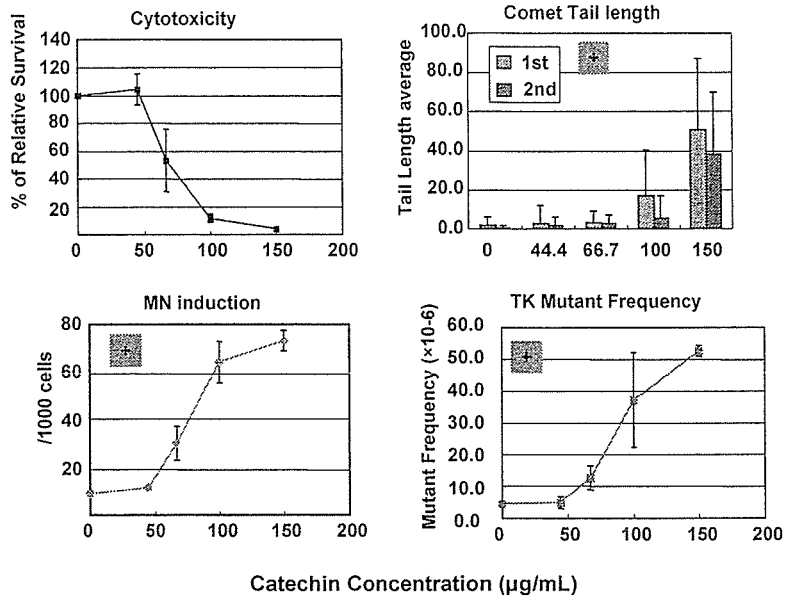 Cytotoxicity
% of Relative Survival
140
120
100
80
60
40
20
0 50 100 150 200
Comet Tail length
Tail Length average
100.0
80.0
60.0
40.0
20.0
0.0
1st
2nd
+
0 44.4 66.7 100 150
MN induction
/1000 cells
80
60
40
20
+
0 50 100 150 200
TK Mutant Frequency
Mutant Frequency (×10-6)
60.0
50.0
40.0
30.0
20.0
10.0
0.0
+
0 50 100 150 200
Catechin Concentration (µg/mL)